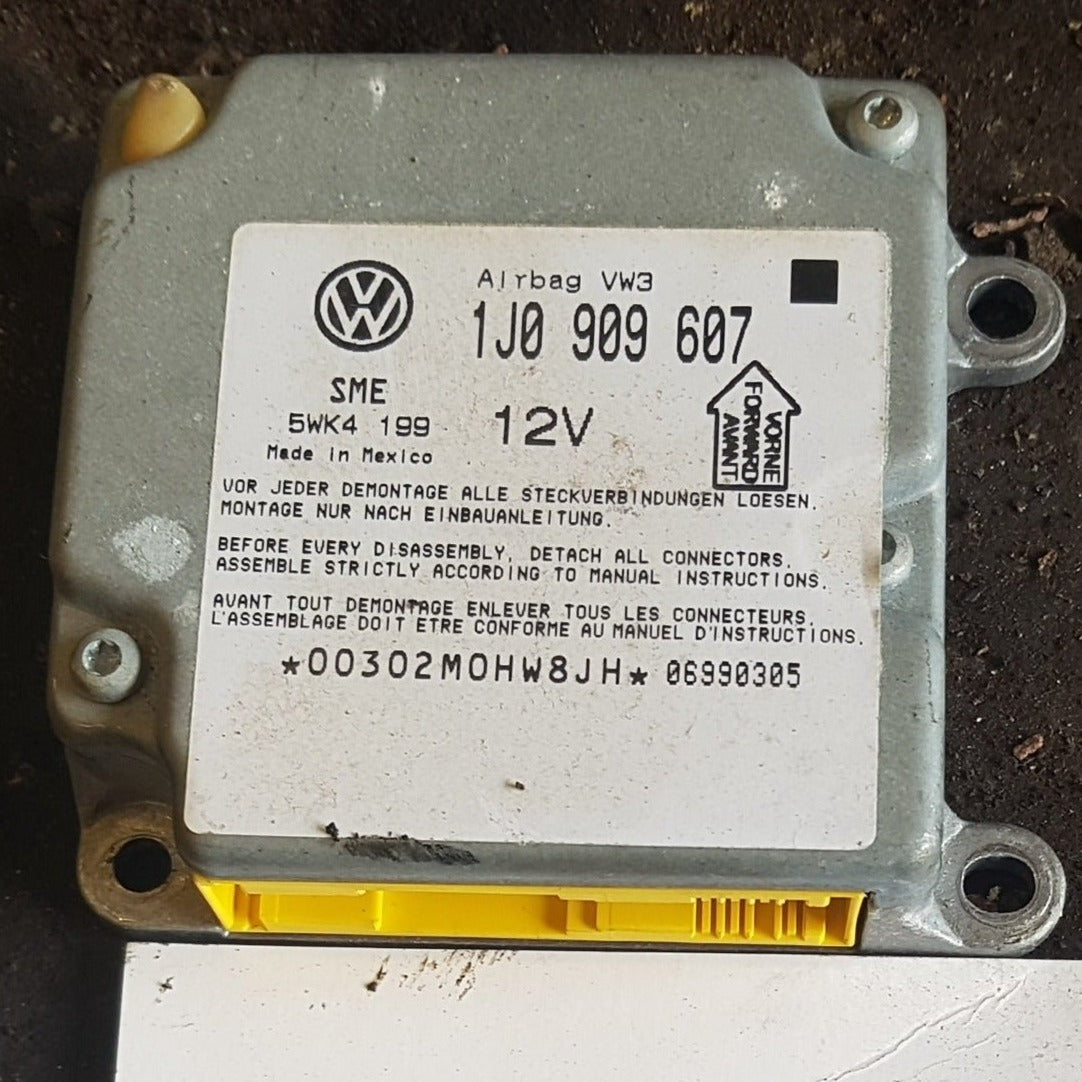 Airbag VW3
1J0 909 607
SME
5WK4 199
12V
Made in Mexico
VORNE
FORWARD
AVANT
VOR JEDER DEMONTAGE ALLE STECKVERBINDUNGEN LOESEN.
MONTAGE NUR NACH EINBAUANLEITUNG.
BEFORE EVERY DISASSEMBLY, DETACH ALL CONNECTORS.
ASSEMBLE STRICTLY ACCORDING TO MANUAL INSTRUCTIONS.
AVANT TOUT DEMONTAGE ENLEVER TOUS LES CONNECTEURS.
L'ASSEMBLAGE DOIT ETRE CONFORME AU MANUEL D'INSTRUCTIONS.
*00302M0HW8JH* 06990305